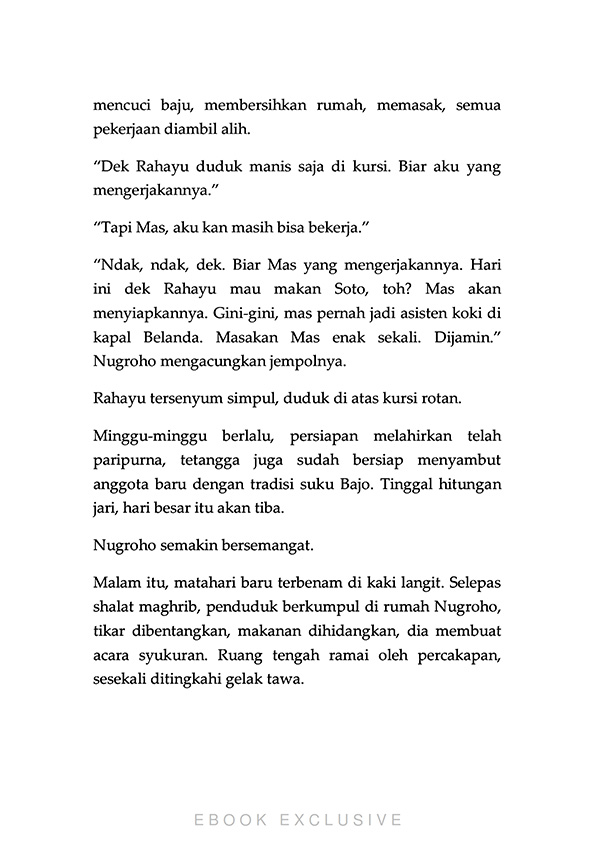 mencuci baju, membersihkan rumah, memasak, semua
pekerjaan diambil alih.
“Dek Rahayu duduk manis saja di kursi. Biar aku yang
mengerjakannya.”
“Tapi Mas, aku kan masih bisa bekerja.”
“Ndak, ndak, dek. Biar Mas yang mengerjakannya. Hari
ini dek Rahayu mau makan Soto, toh? Mas akan
menyiapkannya. Gini-gini, mas pernah jadi asisten koki di
kapal Belanda. Masakan Mas enak sekali. Dijamin.”
Nugroho mengacungkan jempolnya.
Rahayu tersenyum simpul, duduk di atas kursi rotan.
Minggu-minggu berlalu, persiapan melahirkan telah
paripurna, tetangga juga sudah bersiap menyambut
anggota baru dengan tradisi suku Bajo. Tinggal hitungan
jari, hari besar itu akan tiba.
Nugroho semakin bersemangat.
Malam itu, matahari baru terbenam di kaki langit. Selepas
shalat maghrib, penduduk berkumpul di rumah Nugroho,
tikar dibentangkan, makanan dihidangkan, dia membuat
acara syukuran. Ruang tengah ramai oleh percakapan,
sesekali ditingkahi gelak tawa.
EBOOK EXCLUSIVE